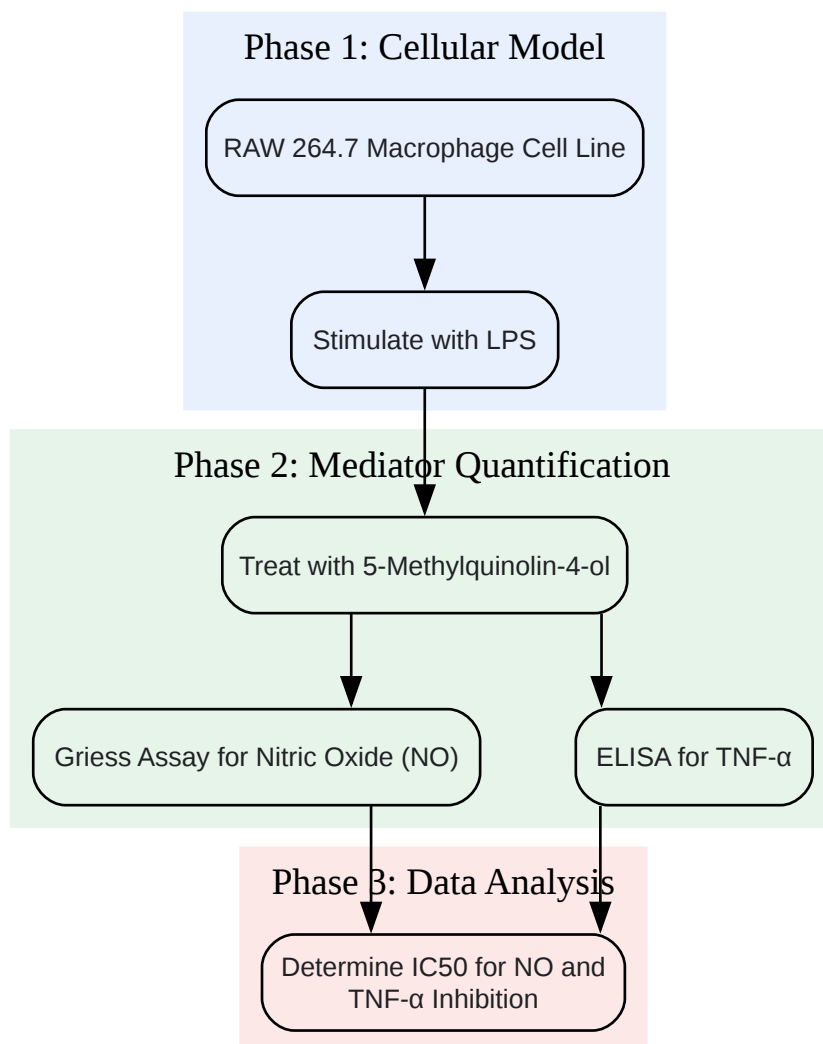 Phase 1: Cellular Model
RAW 264.7 Macrophage Cell Line
Stimulate with LPS
Phase 2: Mediator Quantification
Treat with 5-Methylquinolin-4-ol
Griess Assay for Nitric Oxide (NO)
ELISA for TNF-α
Phase 3: Data Analysis
Determine IC50 for NO and
TNF-α Inhibition